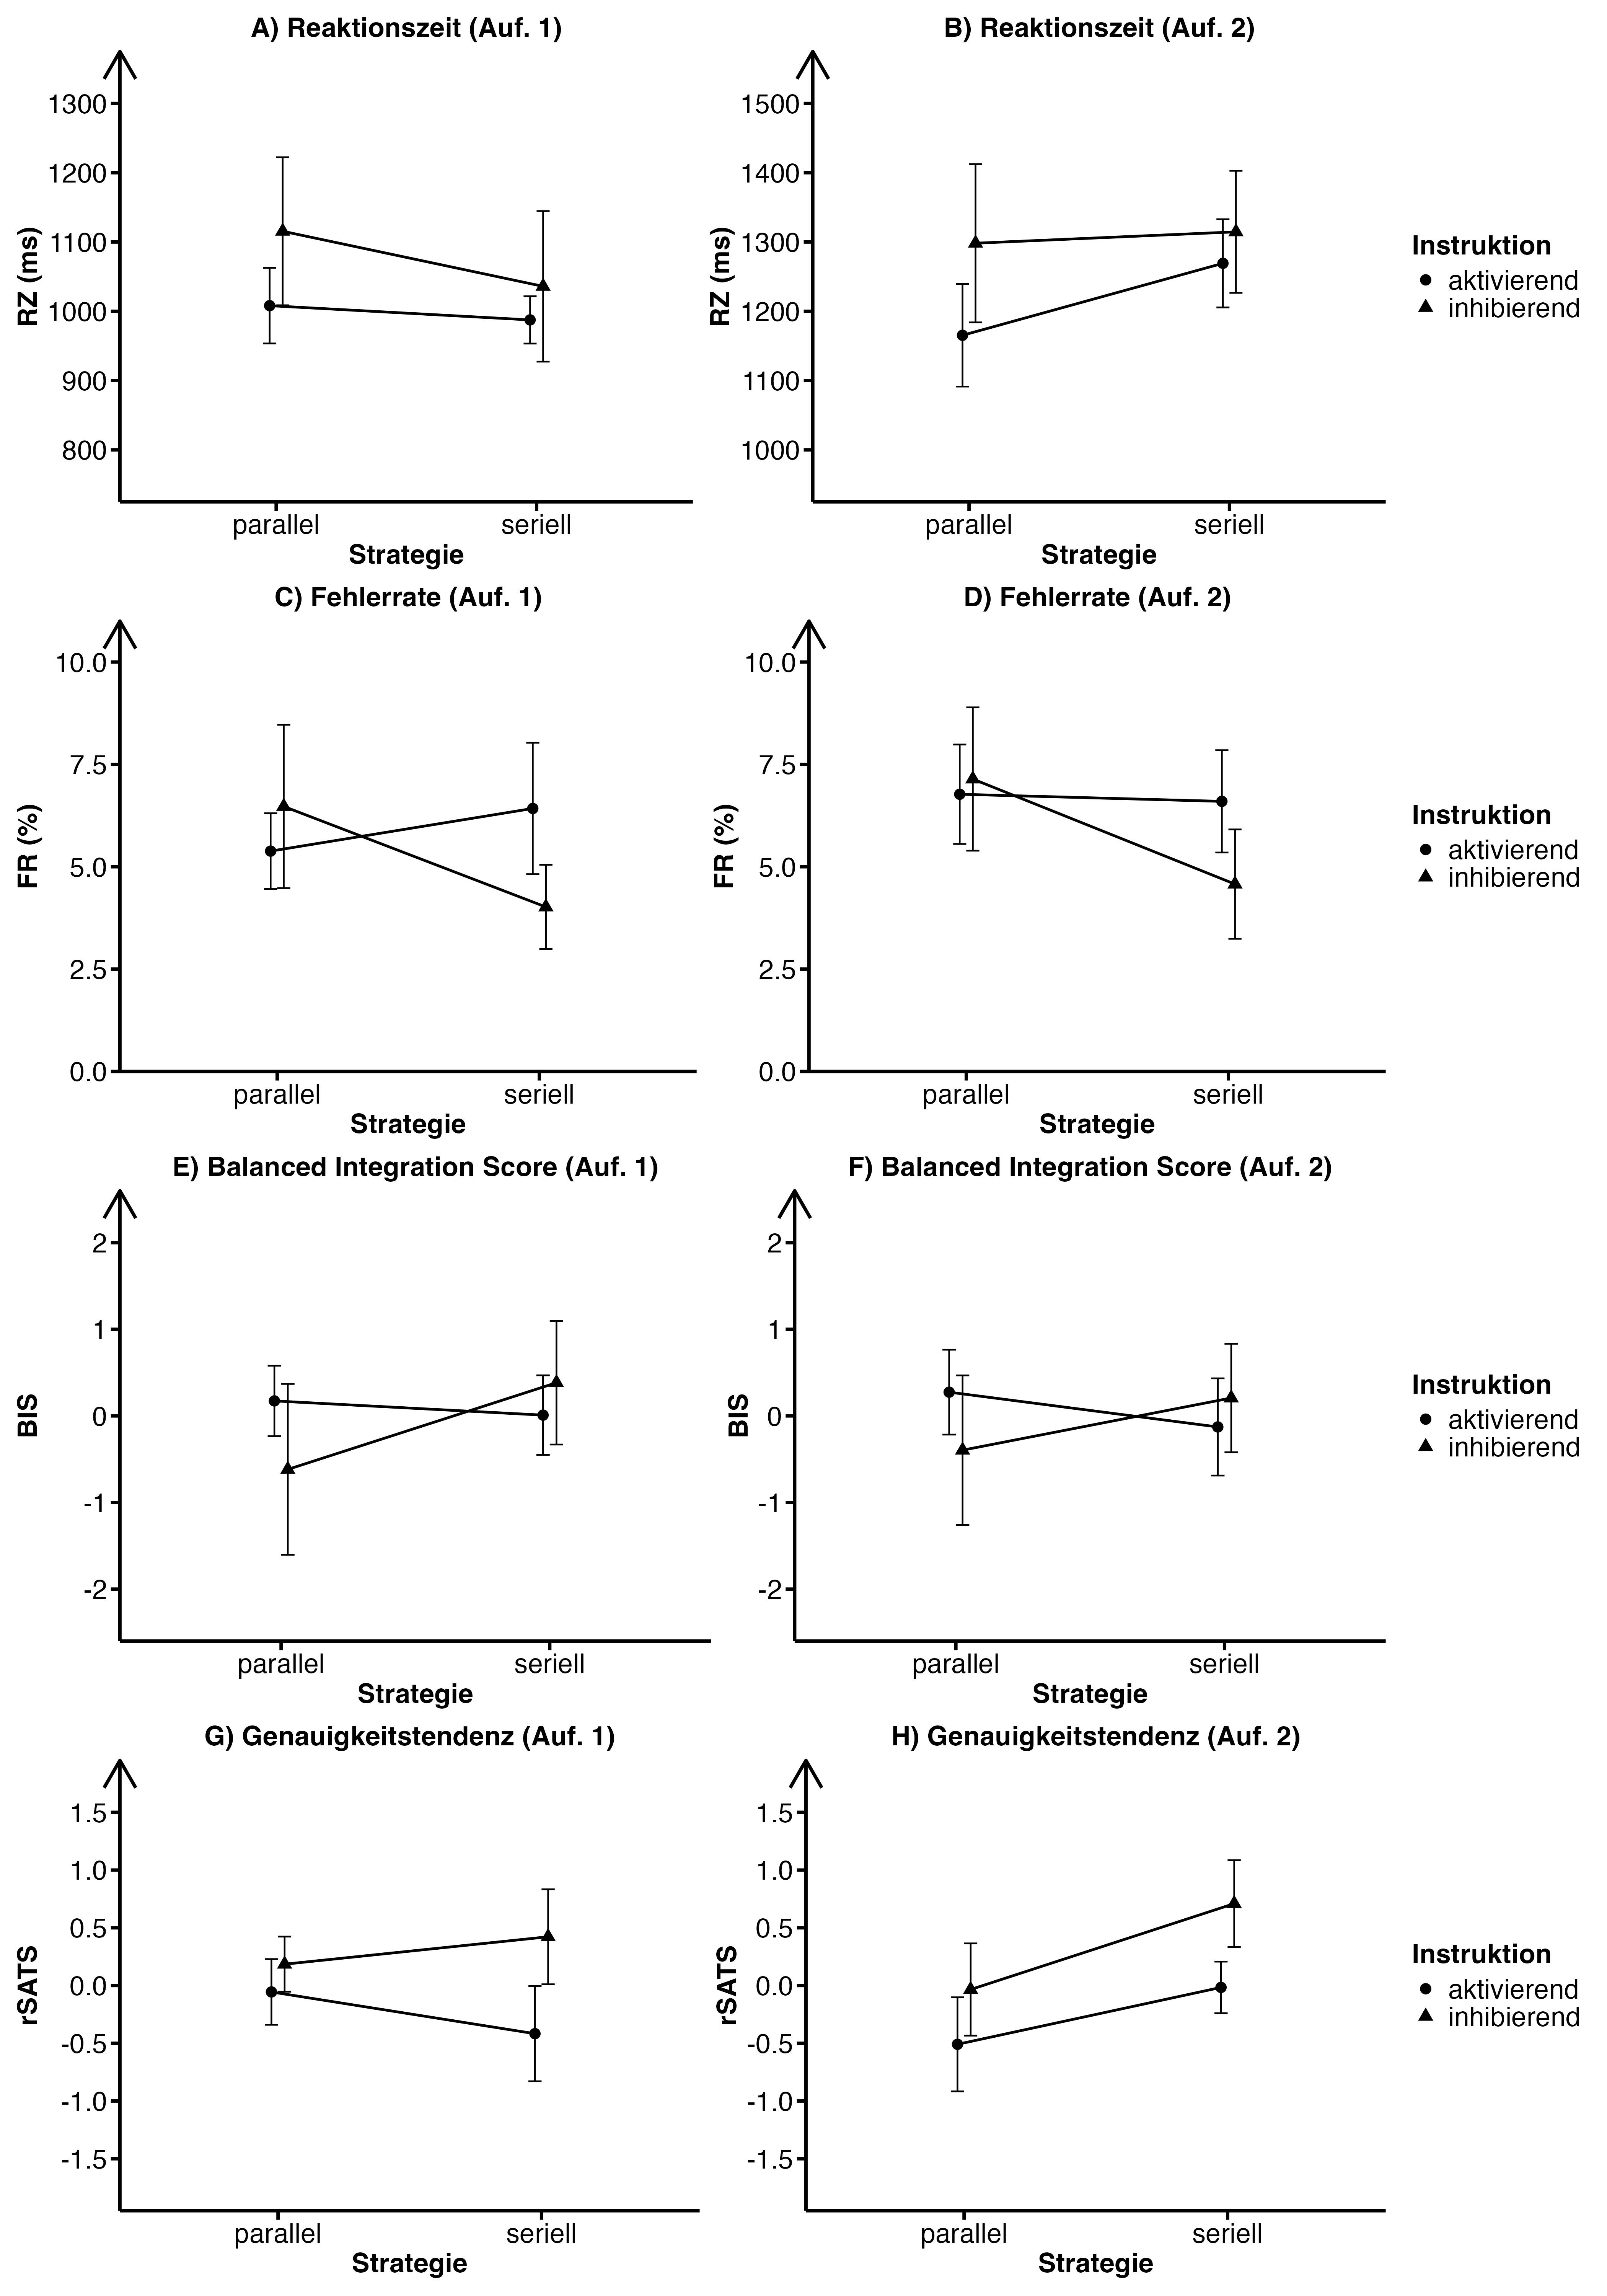 A) Reaktionszeit (Auf. 1)
RZ (ms)
1300
1200
1100
1000
900
800
parallel seriell
Strategie
B) Reaktionszeit (Auf. 2)
RZ (ms)
1500
1400
1300
1200
1100
1000
parallel seriell
Strategie
Instruktion
aktivierend
inhibierend
C) Fehlerrate (Auf. 1)
FR (%)
10.0
7.5
5.0
2.5
0.0
parallel seriell
Strategie
D) Fehlerrate (Auf. 2)
FR (%)
10.0
7.5
5.0
2.5
0.0
parallel seriell
Strategie
Instruktion
aktivierend
inhibierend
E) Balanced Integration Score (Auf. 1)
BIS
2
1
0
-1
-2
parallel seriell
Strategie
F) Balanced Integration Score (Auf. 2)
BIS
2
1
0
-1
-2
parallel seriell
Strategie
Instruktion
aktivierend
inhibierend
G) Genauigkeitstendenz (Auf. 1)
rSATS
1.5
1.0
0.5
0.0
-0.5
-1.0
-1.5
parallel seriell
Strategie
H) Genauigkeitstendenz (Auf. 2)
rSATS
1.5
1.0
0.5
0.0
-0.5
-1.0
-1.5
parallel seriell
Strategie
Instruktion
aktivierend
inhibierend